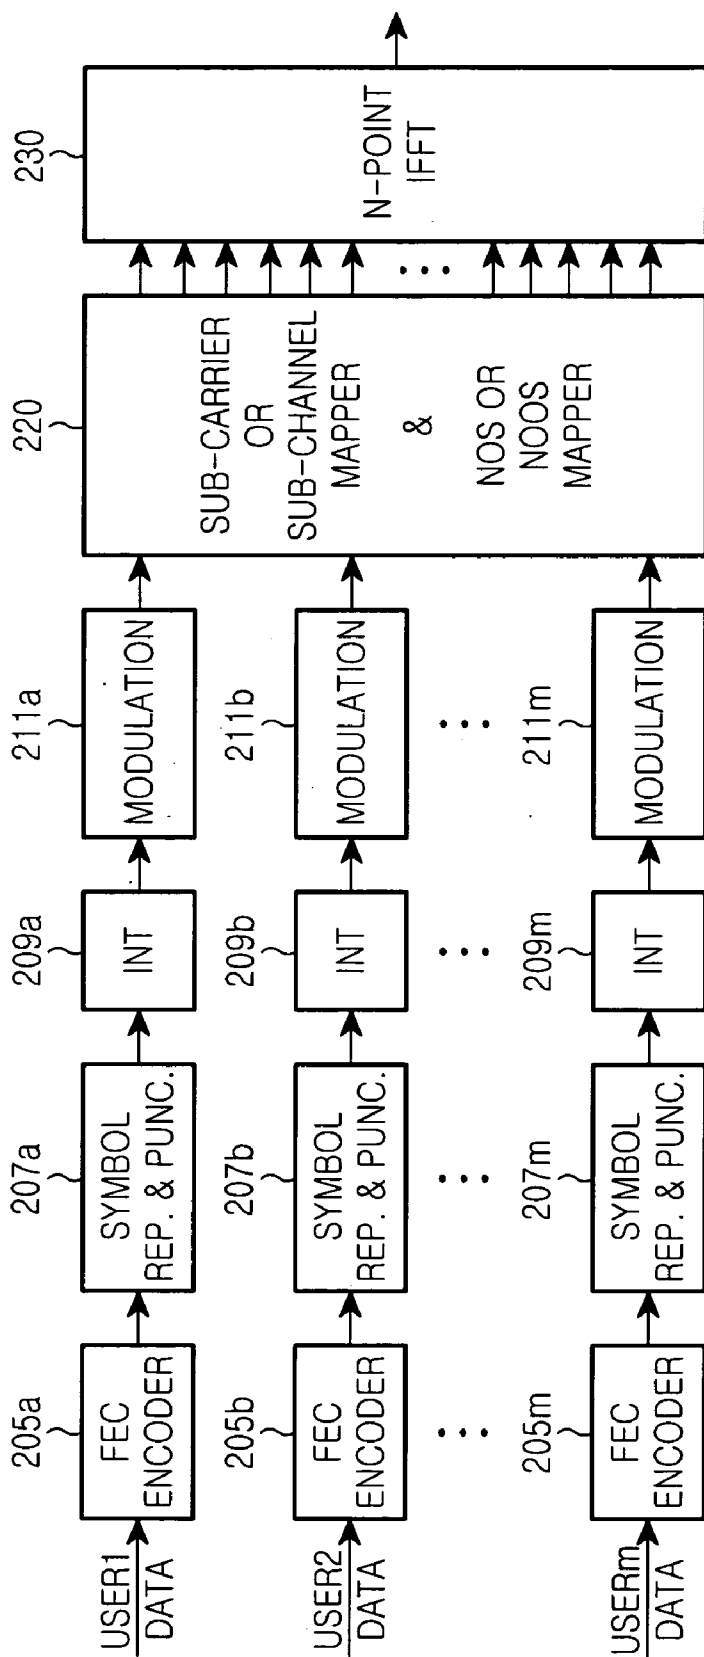 205a
207a
209a
211a
220
230
USER1
DATA
FEC
ENCODER
SYMBOL
REP. & PUNC.
INT
MODULATION
SUB-CARRIER
OR
SUB-CHANNEL
MAPPER
&
NOS OR
NOOS
MAPPER
N-POINT
IFFT
205b
207b
209b
211b
USER2
DATA
FEC
ENCODER
SYMBOL
REP. & PUNC.
INT
MODULATION
205m
207m
209m
211m
USERm
DATA
FEC
ENCODER
SYMBOL
REP. & PUNC.
INT
MODULATION